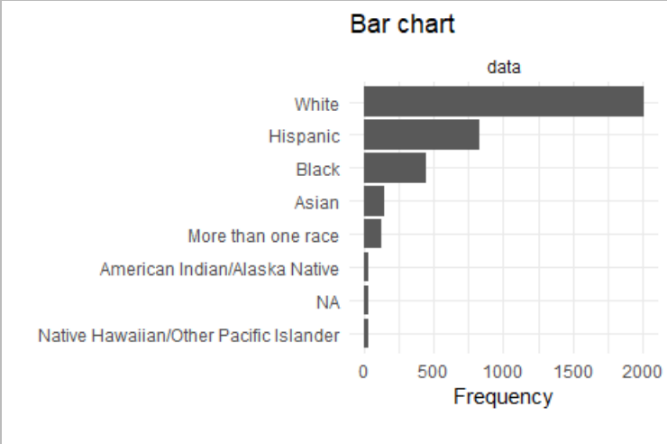 Bar chart
data
White
Hispanic
Black
Asian
More than one race
American Indian/Alaska Native
NA
Native Hawaiian/Other Pacific Islander
0 500 1000 1500 2000
Frequency